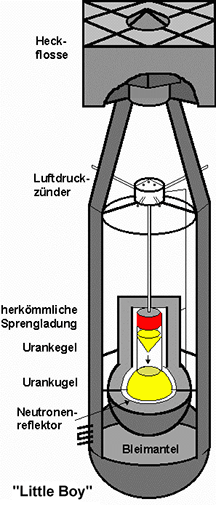 Heck-
flosse
Luftdruck-
zünder
herkömmliche
Sprengladung
Urankegel
Urankugel
Neutronen-
reflektor
Bleimantel
"Little Boy"